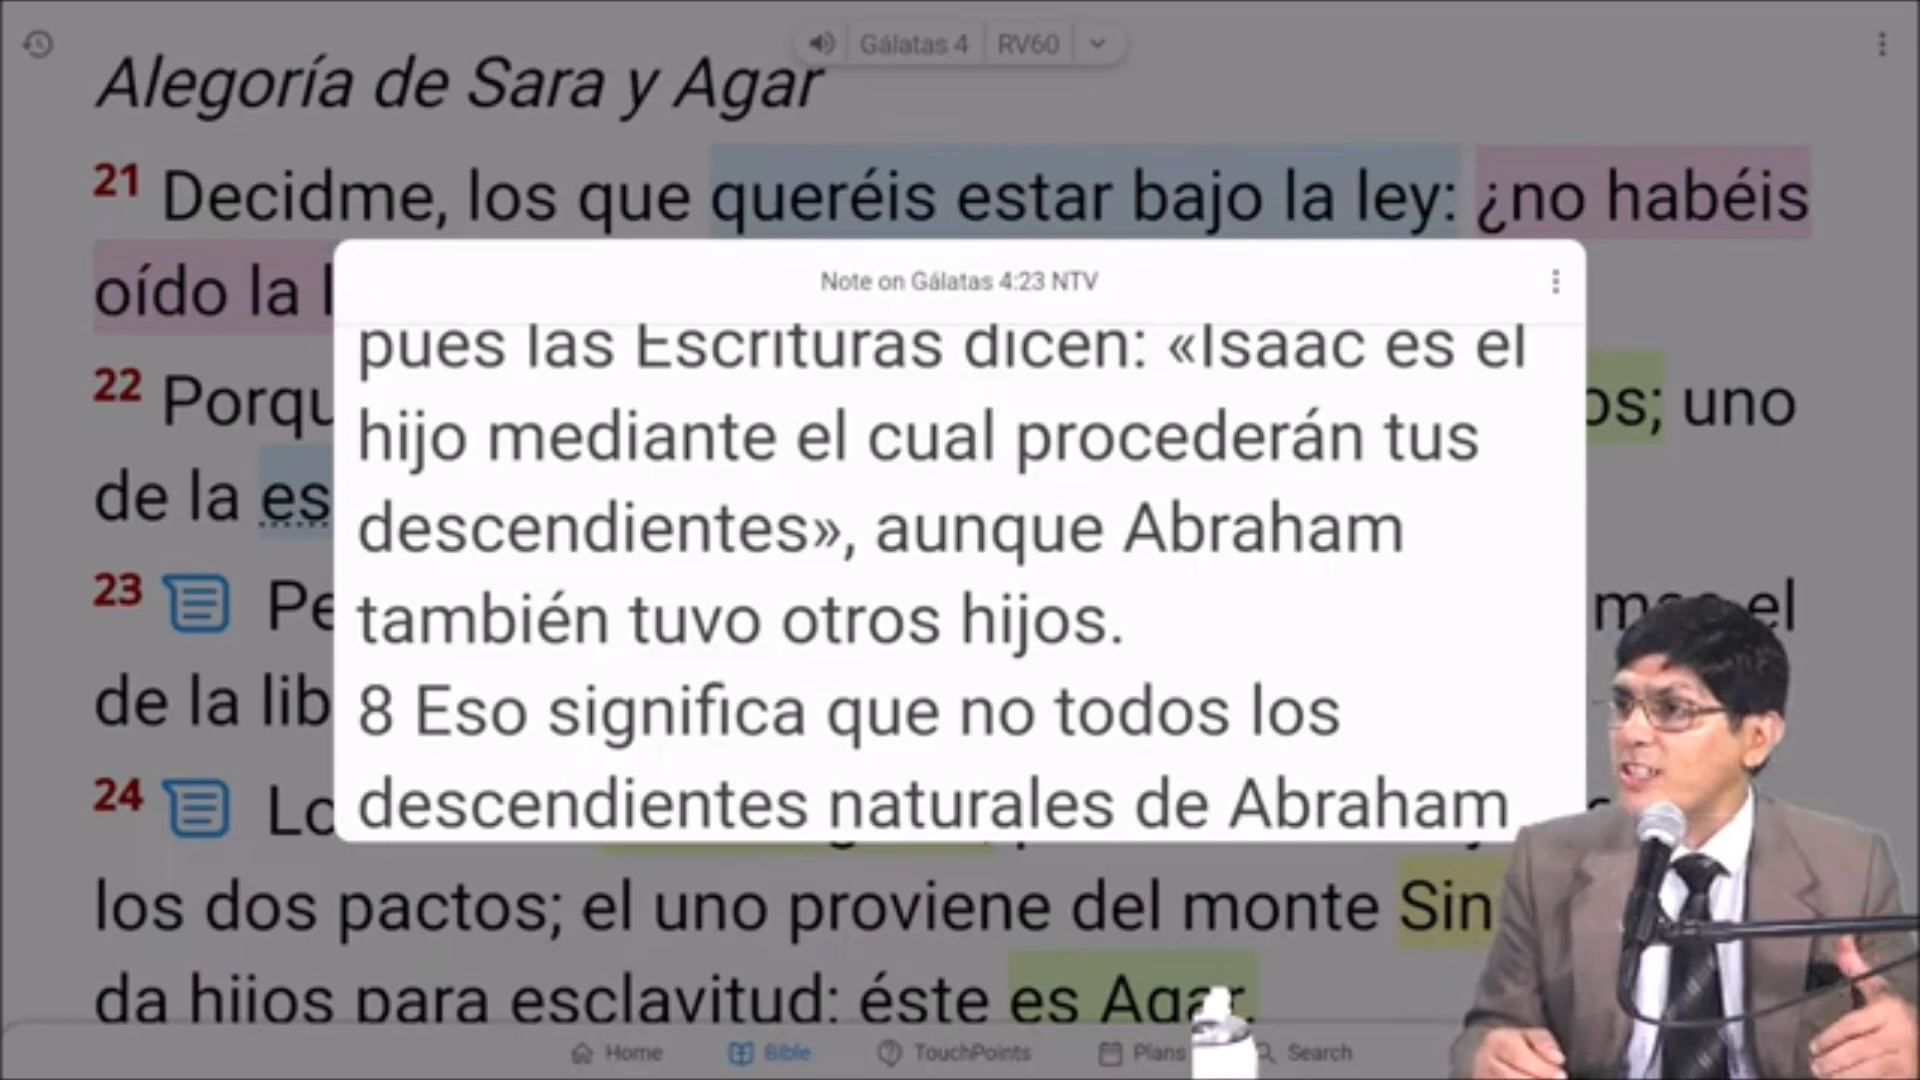 Gálatas 4 RV60
Alegoría de Sara y Agar
21 Decidme, los que queréis estar bajo la ley: ¿no habéis
oído la
Note on Gálatas 4:23 NTV
pues las Escrituras dicen: «Isaac es el
hijo mediante el cual procederán tus
descendientes», aunque Abraham
también tuvo otros hijos.
8 Eso significa que no todos los
descendientes naturales de Abraham
22 Porqu
os; uno
de la es
23 Pe
el
de la lib
24 Lo
los dos pactos; el uno proviene del monte Sin
da hijos para esclavitud; éste es Agar.
Home Bible TouchPoints Plans Search